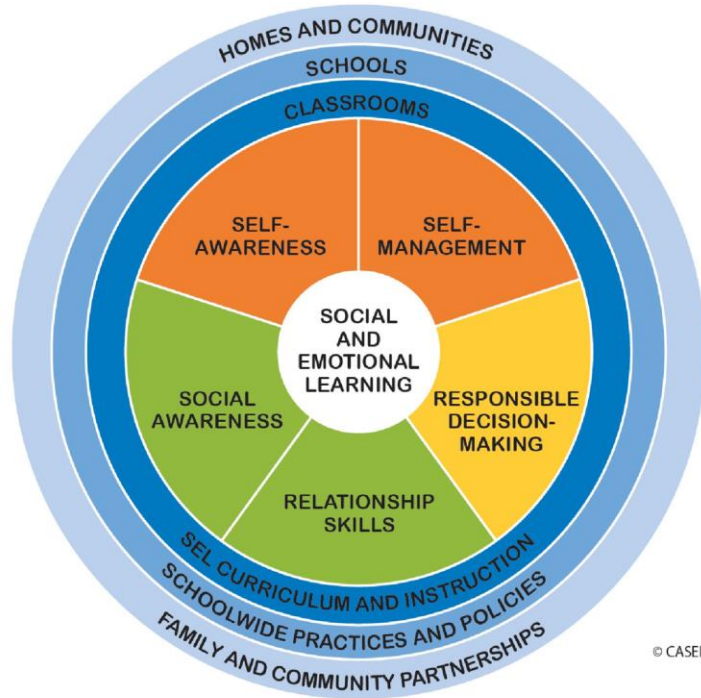 HOMES AND COMMUNITIES
SCHOOLS
CLASSROOMS
SELF-
AWARENESS
SELF-
MANAGEMENT
SOCIAL
AND
EMOTIONAL
LEARNING
SOCIAL
AWARENESS
RESPONSIBLE
DECISION-
MAKING
RELATIONSHIP
SKILLS
SEL CURRICULUM AND INSTRUCTION
SCHOOLWIDE PRACTICES AND POLICIES
FAMILY AND COMMUNITY PARTNERSHIPS
©